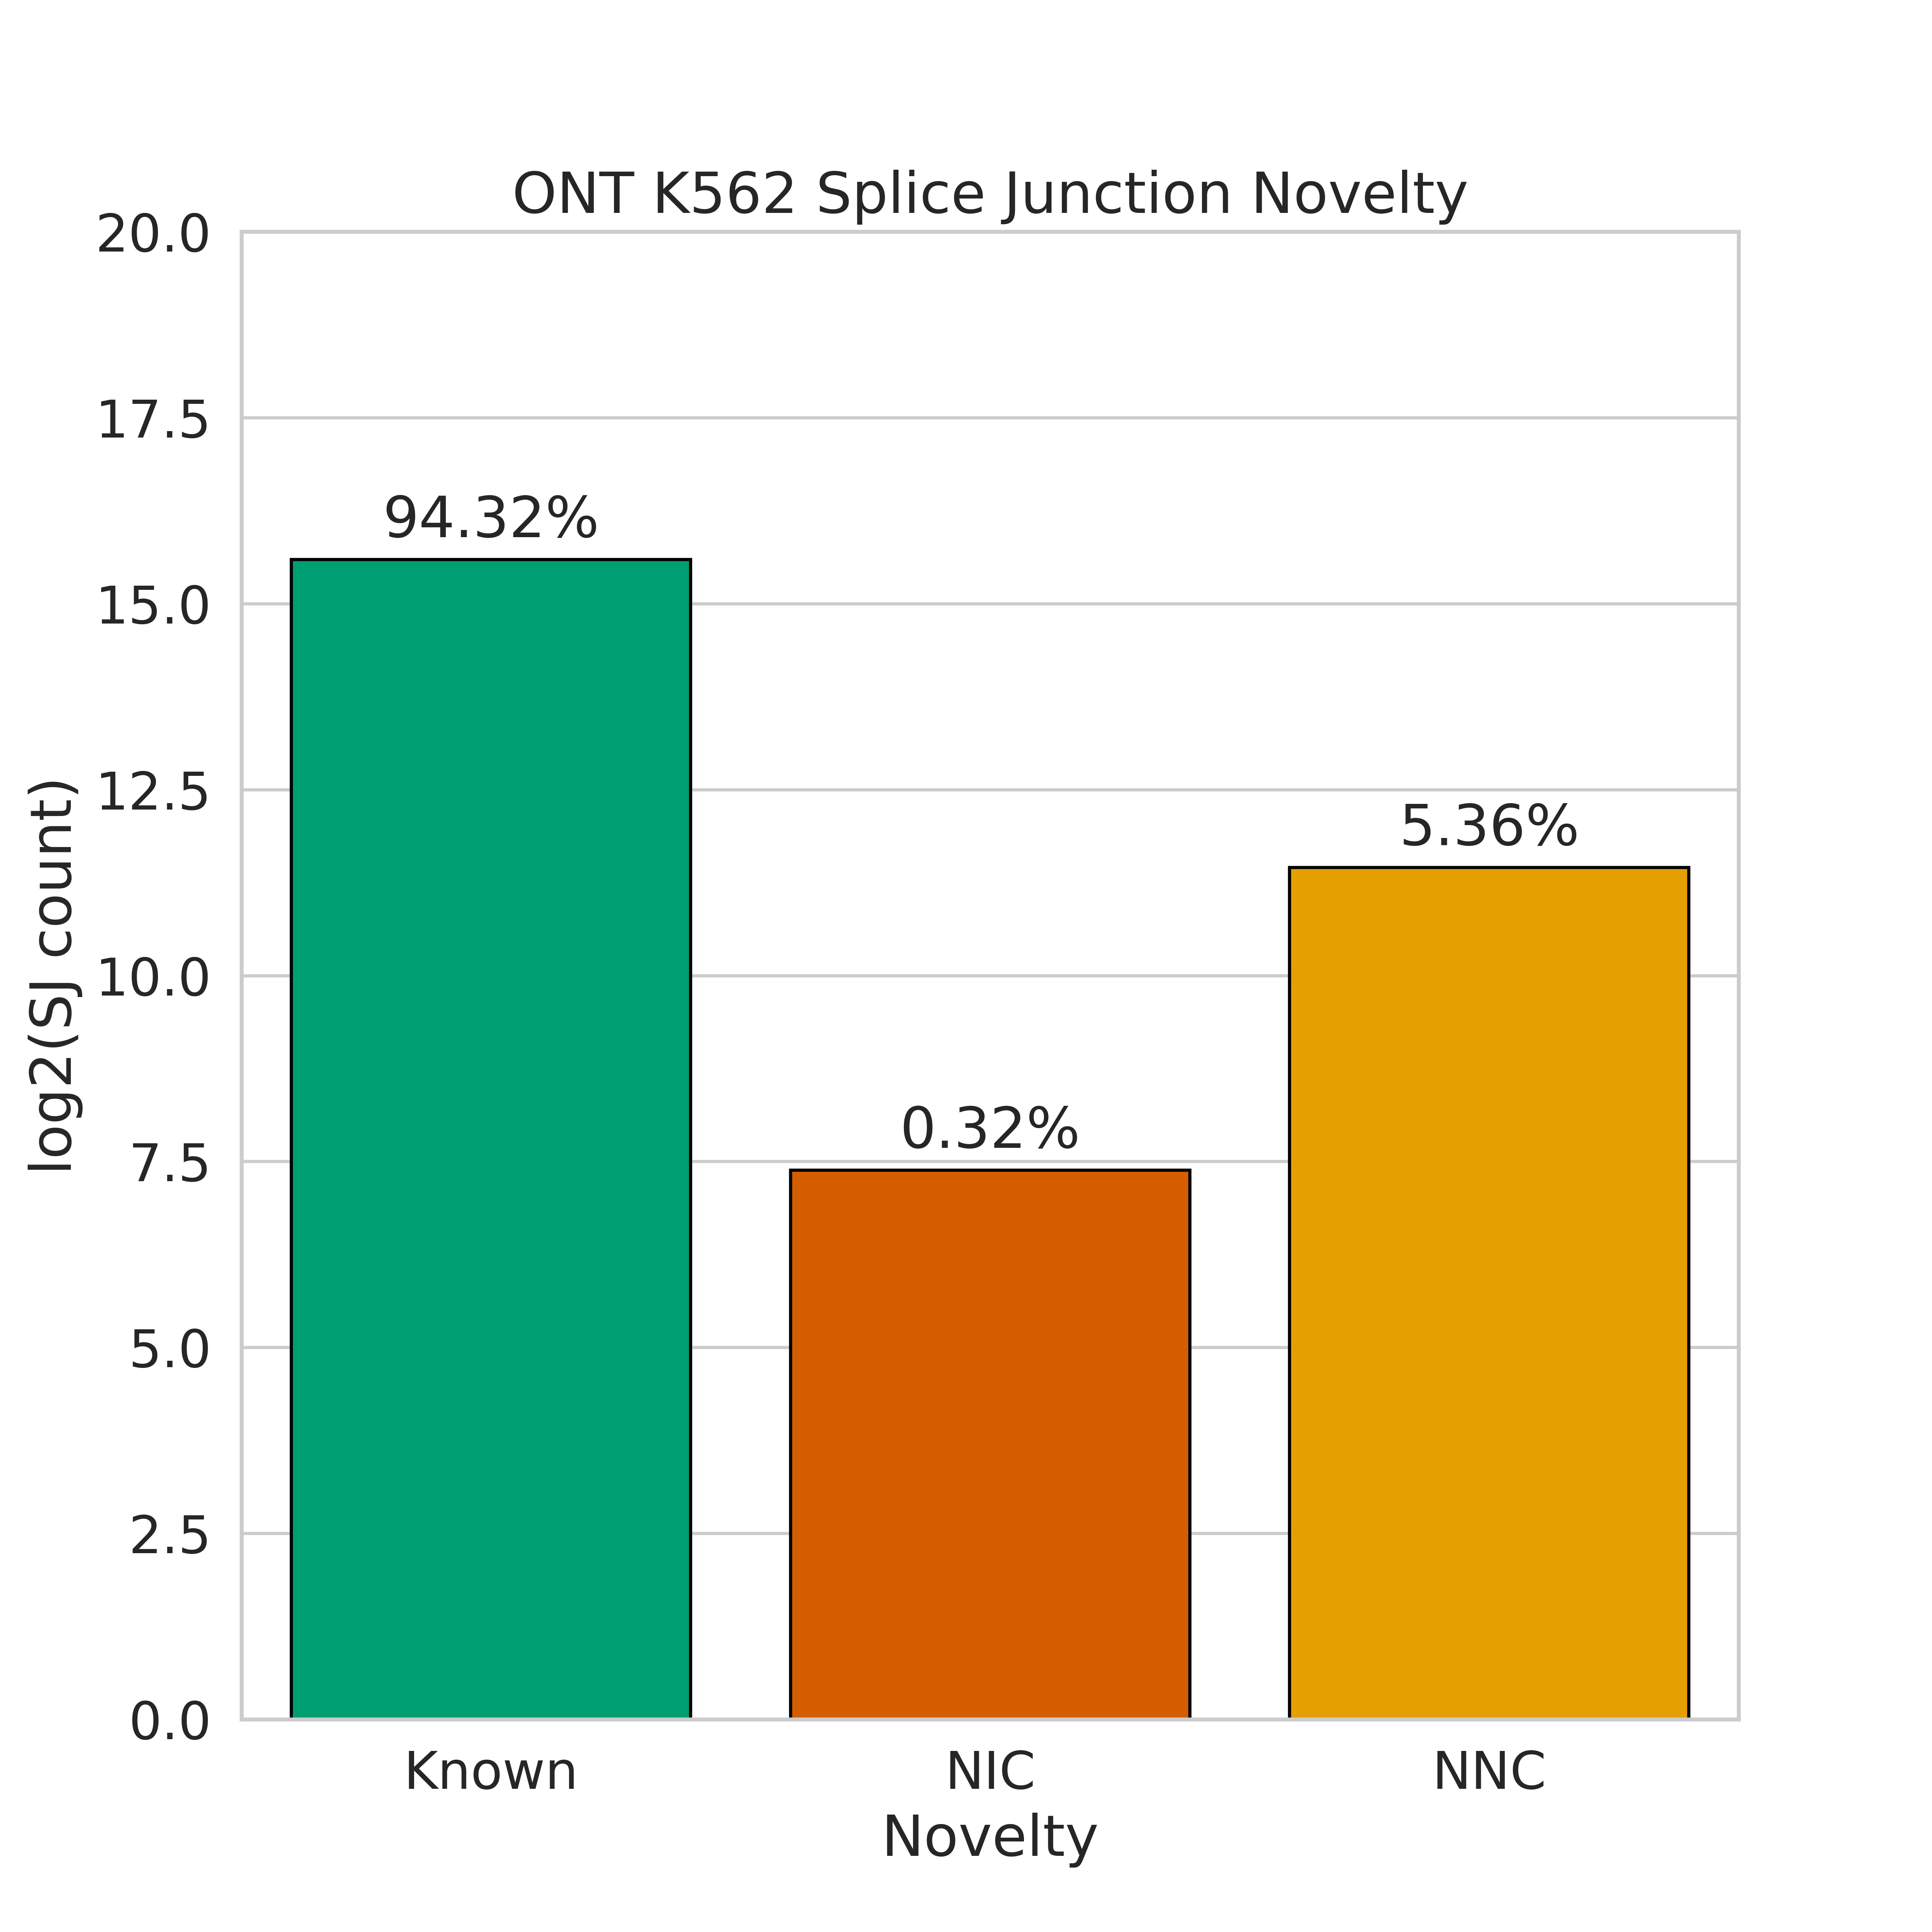 ONT K562 Splice Junction Novelty
20.0
17.5
15.0
12.5
10.0
7.5
5.0
2.5
0.0
log2(SJ count)
94.32%
0.32%
5.36%
Known
NIC
NNC
Novelty